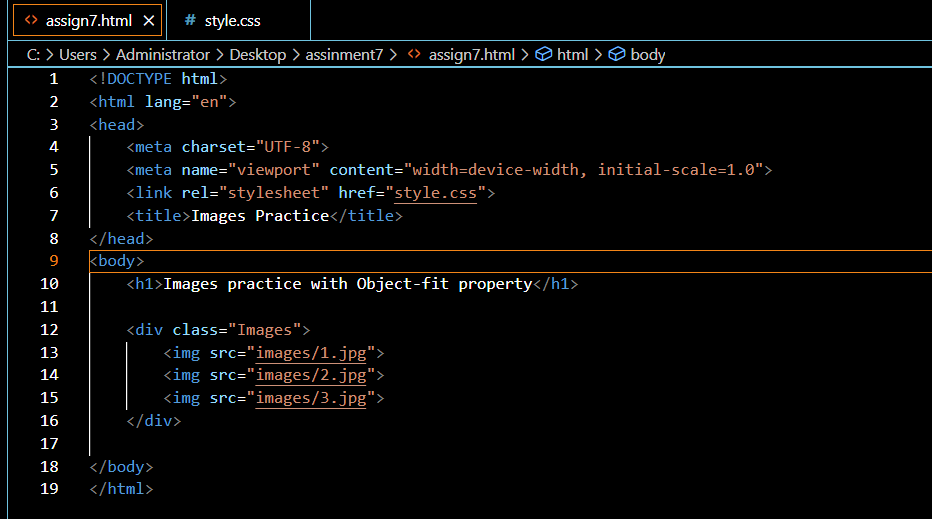 <> assign7.html × # style.css
C: > Users > Administrator > Desktop > assinment7 > <> assign7.html > html > body
1 <!DOCTYPE html>
2 <html lang="en">
3 <head>
4     <meta charset="UTF-8">
5     <meta name="viewport" content="width=device-width, initial-scale=1.0">
6     <link rel="stylesheet" href="style.css">
7     <title>Images Practice</title>
8 </head>
9 <body>
10     <h1>Images practice with Object-fit property</h1>
11
12     <div class="Images">
13         <img src="images/1.jpg">
14         <img src="images/2.jpg">
15         <img src="images/3.jpg">
16     </div>
17
18 </body>
19 </html>